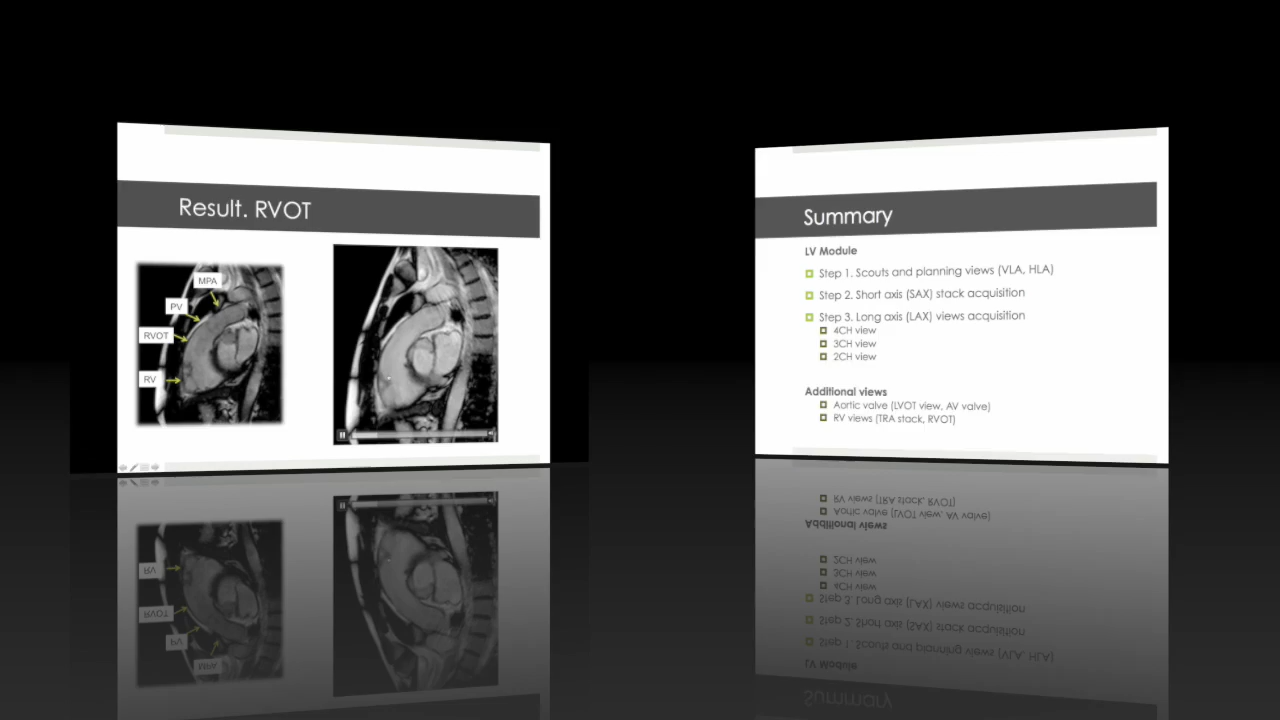 Result. RVOT
MPA
PV
RVOT
RV
Summary
LV Module
Step 1. Scouts and planning views (VLA, HLA)
Step 2. Short axis (SAX) stack acquisition
Step 3. Long axis (LAX) views acquisition
4CH view
3CH view
2CH view
Additional views
Aortic valve (LVOT view, AV valve)
RV views (TRA stack, RVOT)